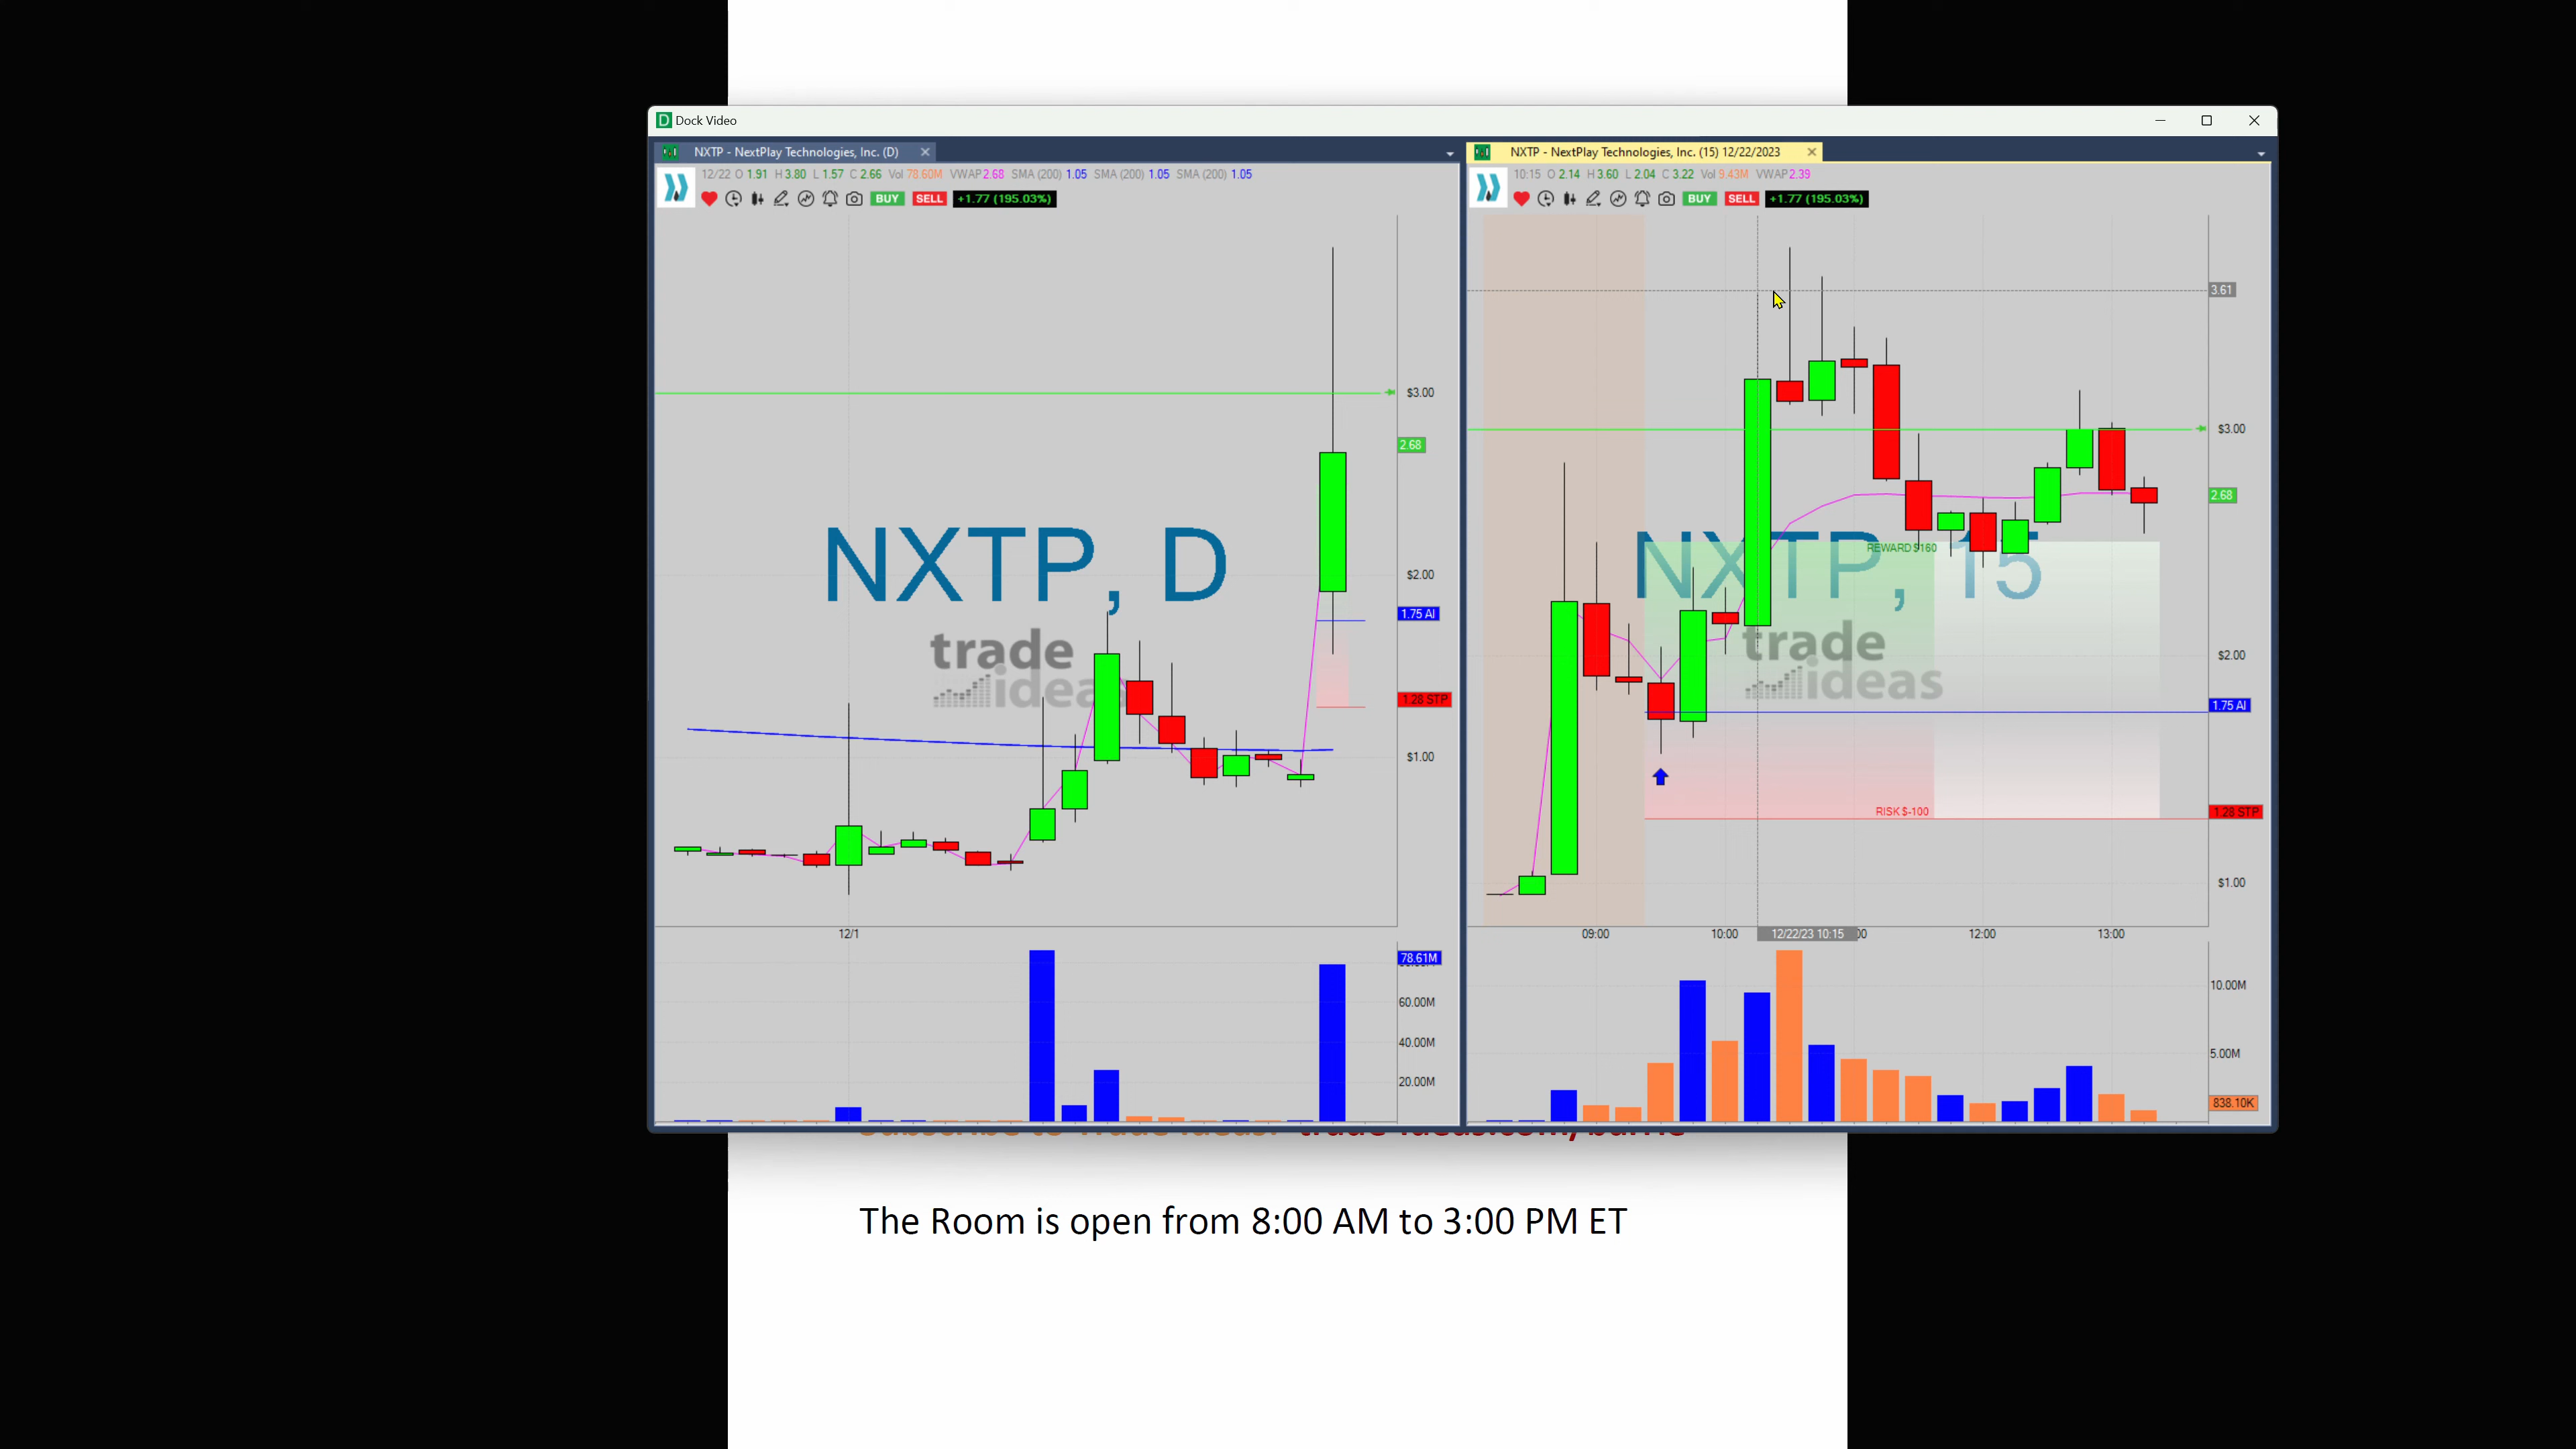 Dock Video
NXTP - NextPlay Technologies, Inc. (D)
12/22 O 1.91 H 3.80 L 1.57 C 2.66 Vol 78.60M VWAP 2.68 SMA (200) 1.05 SMA (200) 1.05 SMA (200) 1.05
BUY SELL +1.77 (195.03%)
$3.00
2.68
NXTP, D
$2.00
1.75 AI
trade
ideas
1.28 STP
$1.00
12/1
78.61M
60.00M
40.00M
20.00M
NXTP - NextPlay Technologies, Inc. (15) 12/22/2023
10:15 O 2.14 H 3.60 L 2.04 C 3.22 Vol 9.43M VWAP 2.39
BUY SELL +1.77 (195.03%)
3.61
$3.00
2.68
REWARD $160
NXTP, 15
trade
ideas
$2.00
1.75 AI
RISK $-100
1.28 STP
$1.00
09:00 10:00 12/22/23 10:15 12:00 13:00
10.00M
5.00M
838.10K
The Room is open from 8:00 AM to 3:00 PM ET